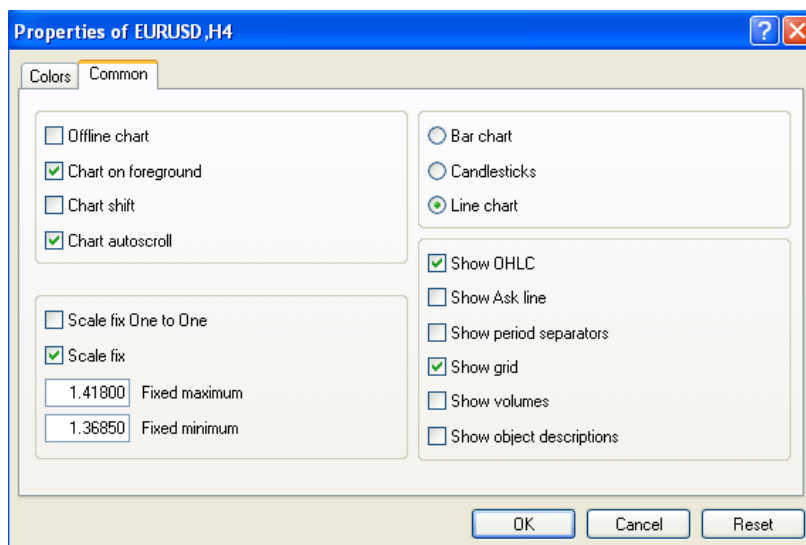 Properties of EURUSD,H4
Colors
Common
Offline chart
Chart on foreground
Chart shift
Chart autoscroll
Scale fix One to One
Scale fix
1.41800 Fixed maximum
1.36850 Fixed minimum
Bar chart
Candlesticks
Line chart
Show OHLC
Show Ask line
Show period separators
Show grid
Show volumes
Show object descriptions
OK
Cancel
Reset